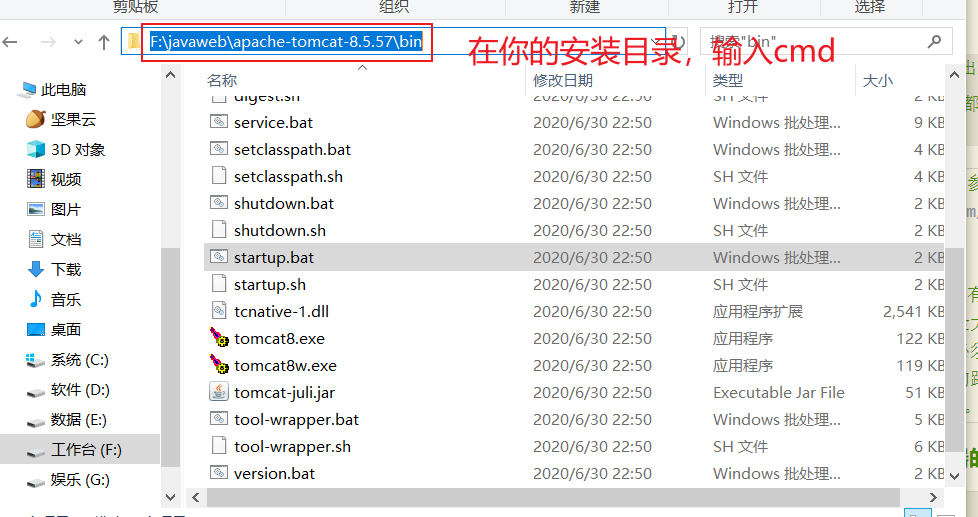 剪贴板 组织 新建 打开 选择
F:\javaweb\apache-tomcat-8.5.57\bin
搜索"bin"
在你的安装目录，输入cmd
名称 修改日期 类型 大小
digest.sh 2020/6/30 22:50 SH 文件 2 KB
service.bat 2020/6/30 22:50 Windows 批处理... 9 KB
setclasspath.bat 2020/6/30 22:50 Windows 批处理... 4 KB
setclasspath.sh 2020/6/30 22:50 SH 文件 4 KB
shutdown.bat 2020/6/30 22:50 Windows 批处理... 2 KB
shutdown.sh 2020/6/30 22:50 SH 文件 2 KB
startup.bat 2020/6/30 22:50 Windows 批处理... 2 KB
startup.sh 2020/6/30 22:50 SH 文件 2 KB
tcnative-1.dll 2020/6/30 22:50 应用程序扩展 2,541 KB
tomcat8.exe 2020/6/30 22:50 应用程序 122 KB
tomcat8w.exe 2020/6/30 22:50 应用程序 119 KB
tomcat-juli.jar 2020/6/30 22:50 Executable Jar File 51 KB
tool-wrapper.bat 2020/6/30 22:50 Windows 批处理... 5 KB
tool-wrapper.sh 2020/6/30 22:50 SH 文件 6 KB
version.bat 2020/6/30 22:50 Windows 批处理... 2 KB
此电脑
坚果云
3D 对象
视频
图片
文档
下载
音乐
桌面
系统 (C:)
软件 (D:)
数据 (E:)
工作台 (F:)
娱乐 (G:)